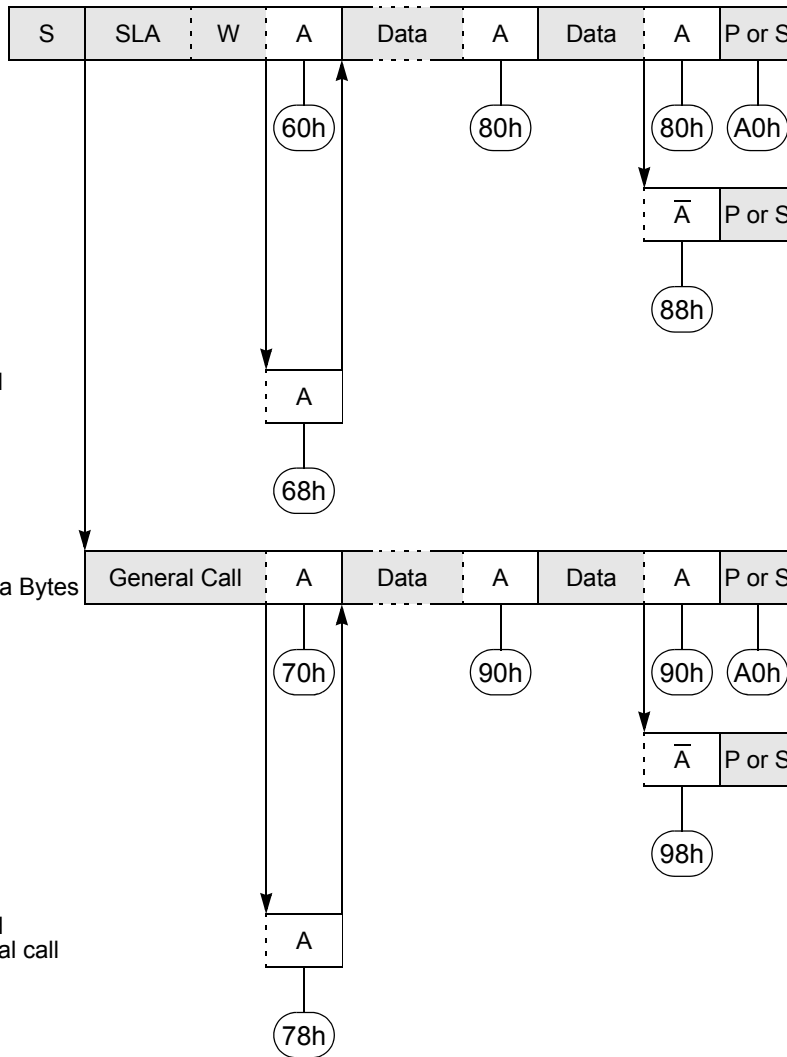 S SLA W A Data A Data A P or S
60h 80h 80h A0h
A̅ P or S
88h
A
68h
a Bytes General Call A Data A Data A P or S
70h 90h 90h A0h
A̅ P or S
98h
A
al call
78h